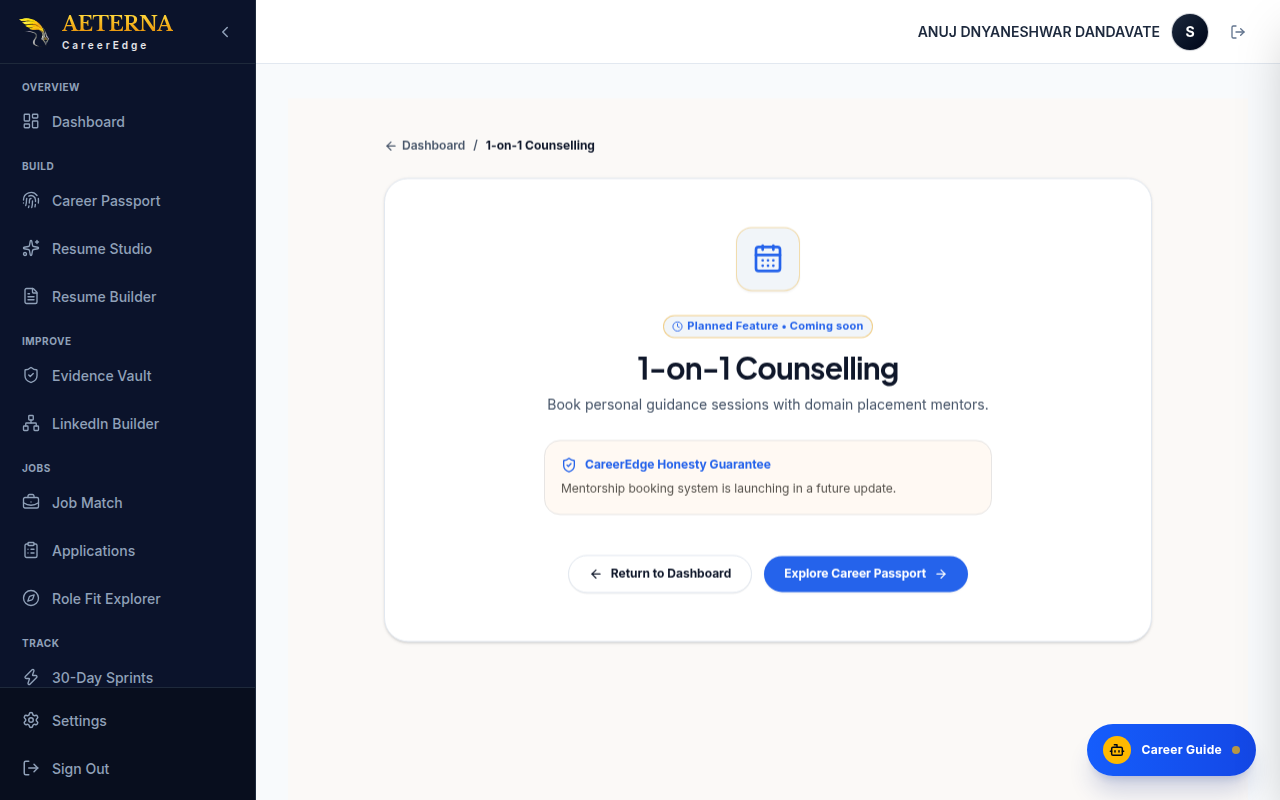 AETERNA
CareerEdge
ANUJ DNYANESHWAR DANDAVATE
S
OVERVIEW
Dashboard
BUILD
Career Passport
Resume Studio
Resume Builder
IMPROVE
Evidence Vault
LinkedIn Builder
JOBS
Job Match
Applications
Role Fit Explorer
TRACK
30-Day Sprints
Settings
Sign Out
Dashboard / 1-on-1 Counselling
Planned Feature • Coming soon
1-on-1 Counselling
Book personal guidance sessions with domain placement mentors.
CareerEdge Honesty Guarantee
Mentorship booking system is launching in a future update.
Return to Dashboard
Explore Career Passport
Career Guide